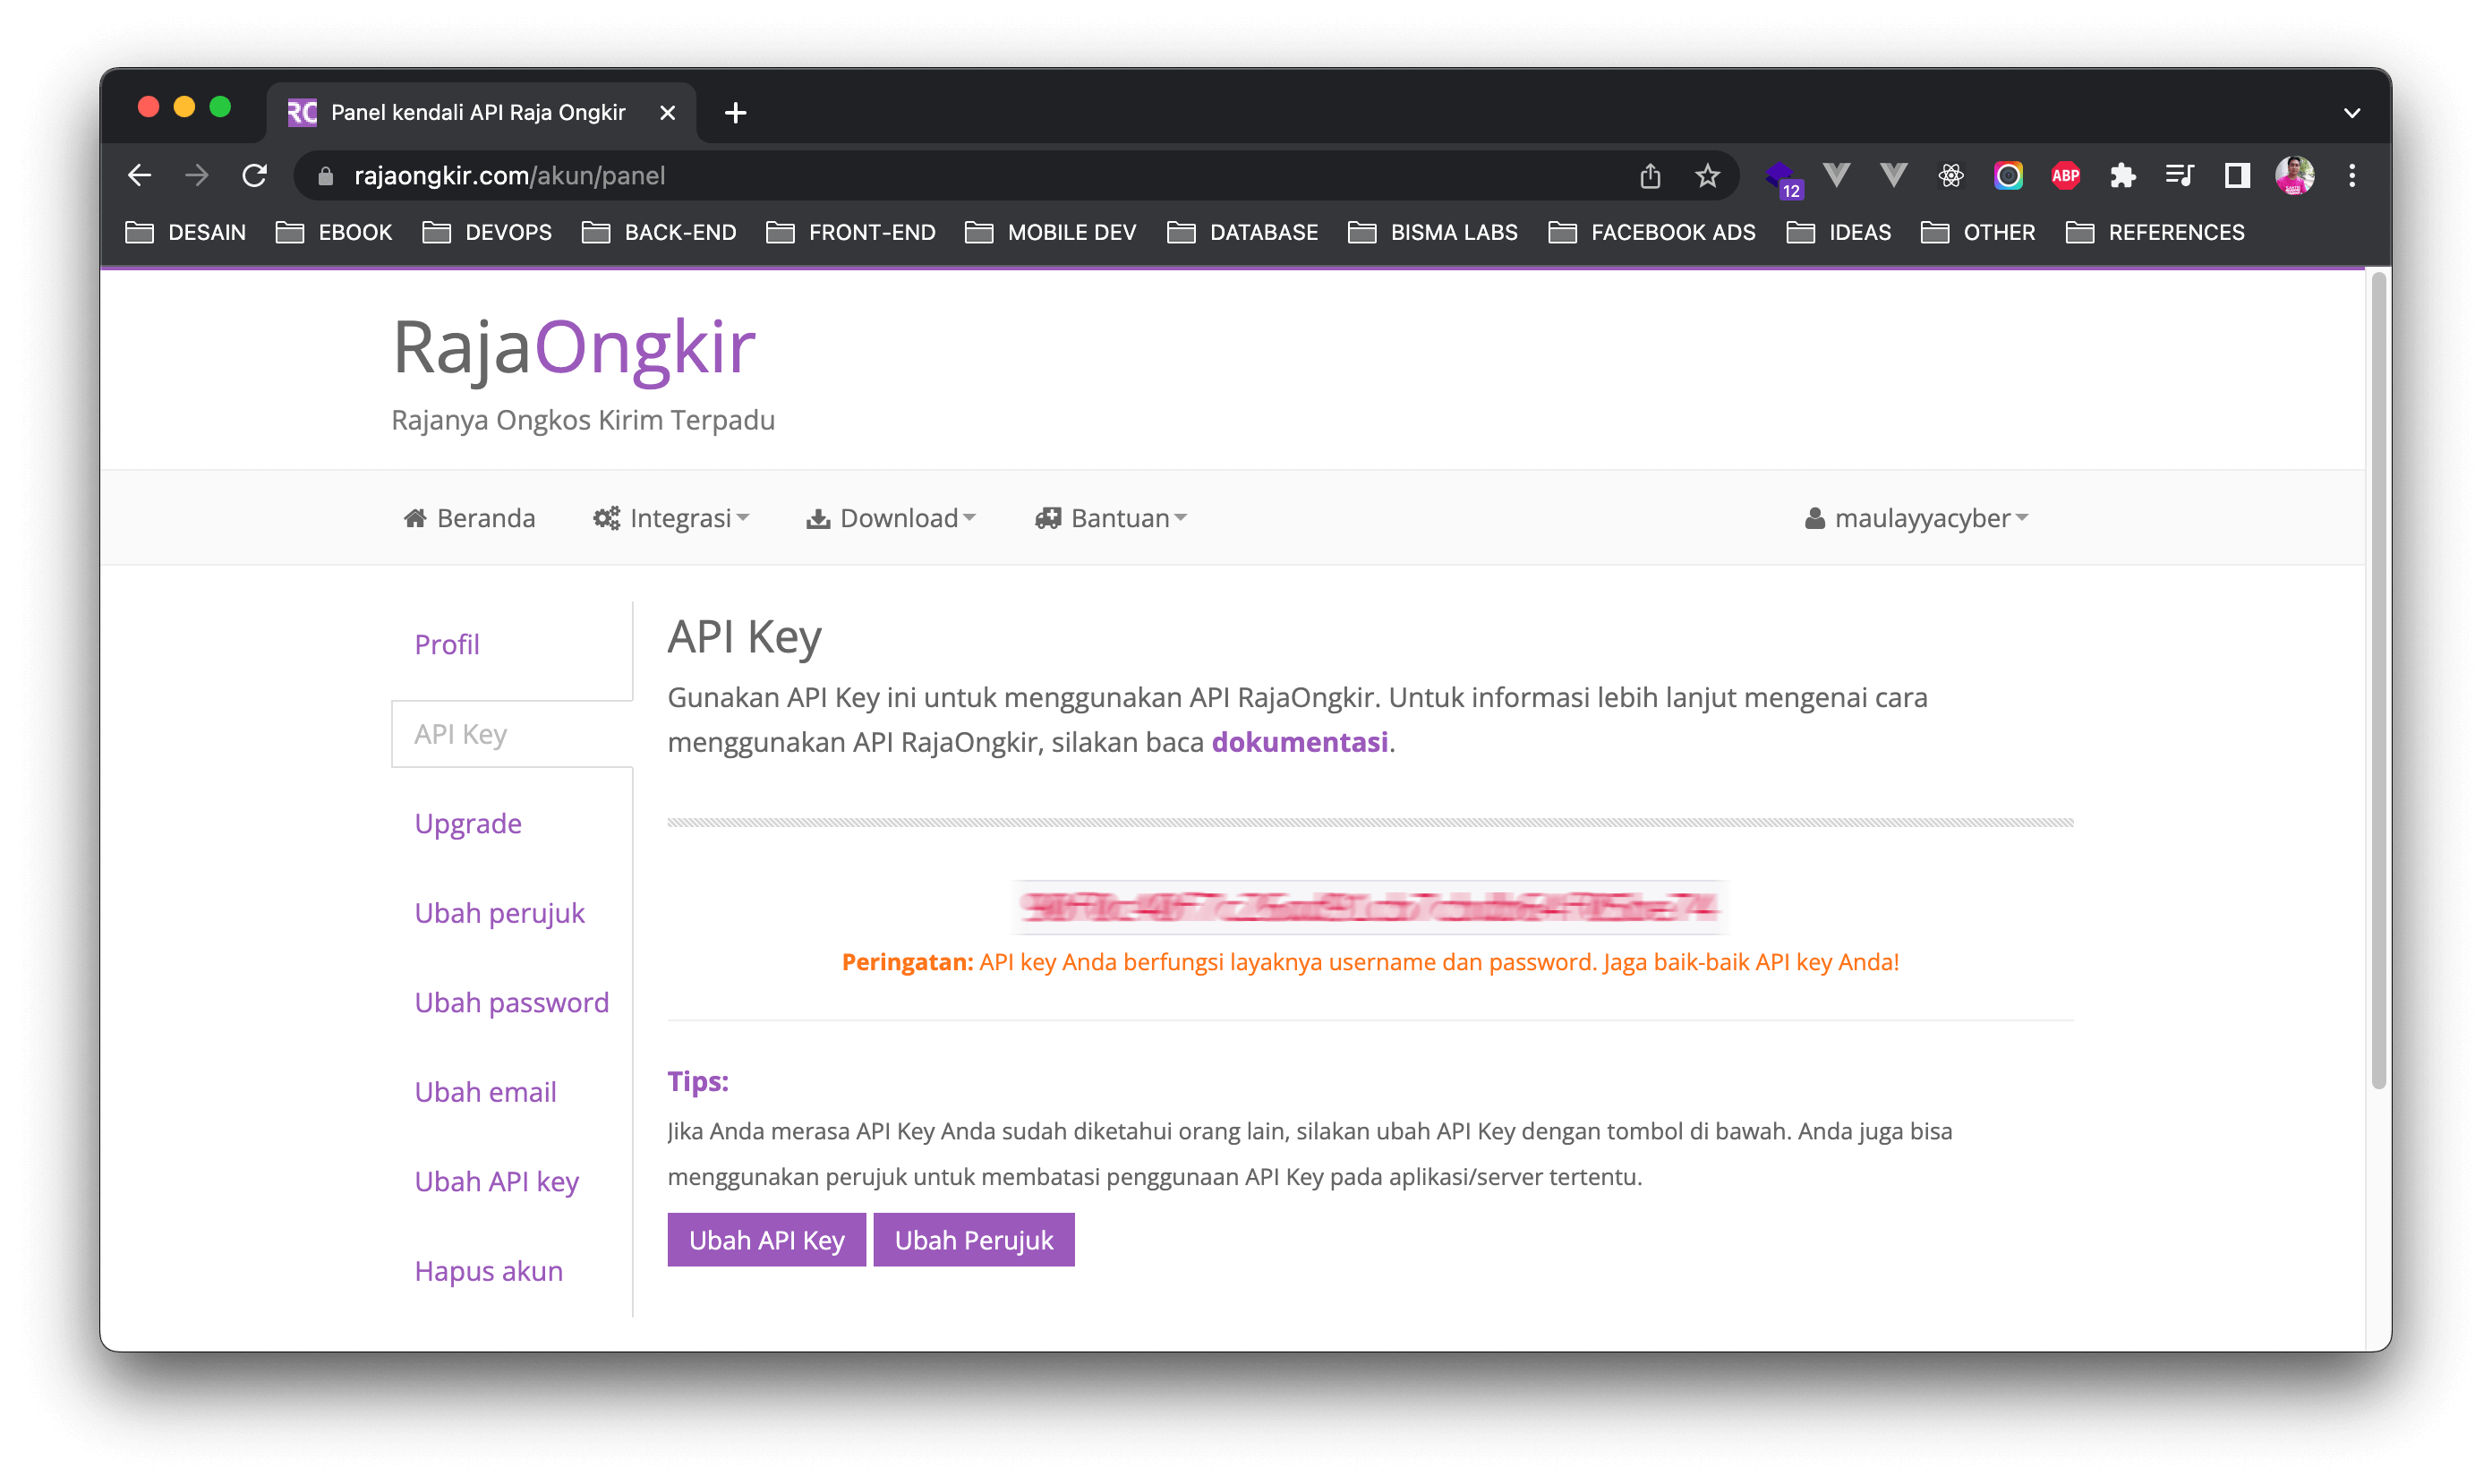 RC Panel kendali API Raja Ongkir
rajaongkir.com/akun/panel
12
ABP
DESAIN EBOOK DEVOPS BACK-END FRONT-END MOBILE DEV DATABASE BISMA LABS FACEBOOK ADS IDEAS OTHER REFERENCES
RajaOngkir
Rajanya Ongkos Kirim Terpadu
Beranda Integrasi Download Bantuan maulayyacyber
Profil
API Key
Upgrade
Ubah perujuk
Ubah password
Ubah email
Ubah API key
Hapus akun
API Key
Gunakan API Key ini untuk menggunakan API RajaOngkir. Untuk informasi lebih lanjut mengenai cara
menggunakan API RajaOngkir, silakan baca dokumentasi.
Peringatan: API key Anda berfungsi layaknya username dan password. Jaga baik-baik API key Anda!
Tips:
Jika Anda merasa API Key Anda sudah diketahui orang lain, silakan ubah API Key dengan tombol di bawah. Anda juga bisa
menggunakan perujuk untuk membatasi penggunaan API Key pada aplikasi/server tertentu.
Ubah API Key Ubah Perujuk